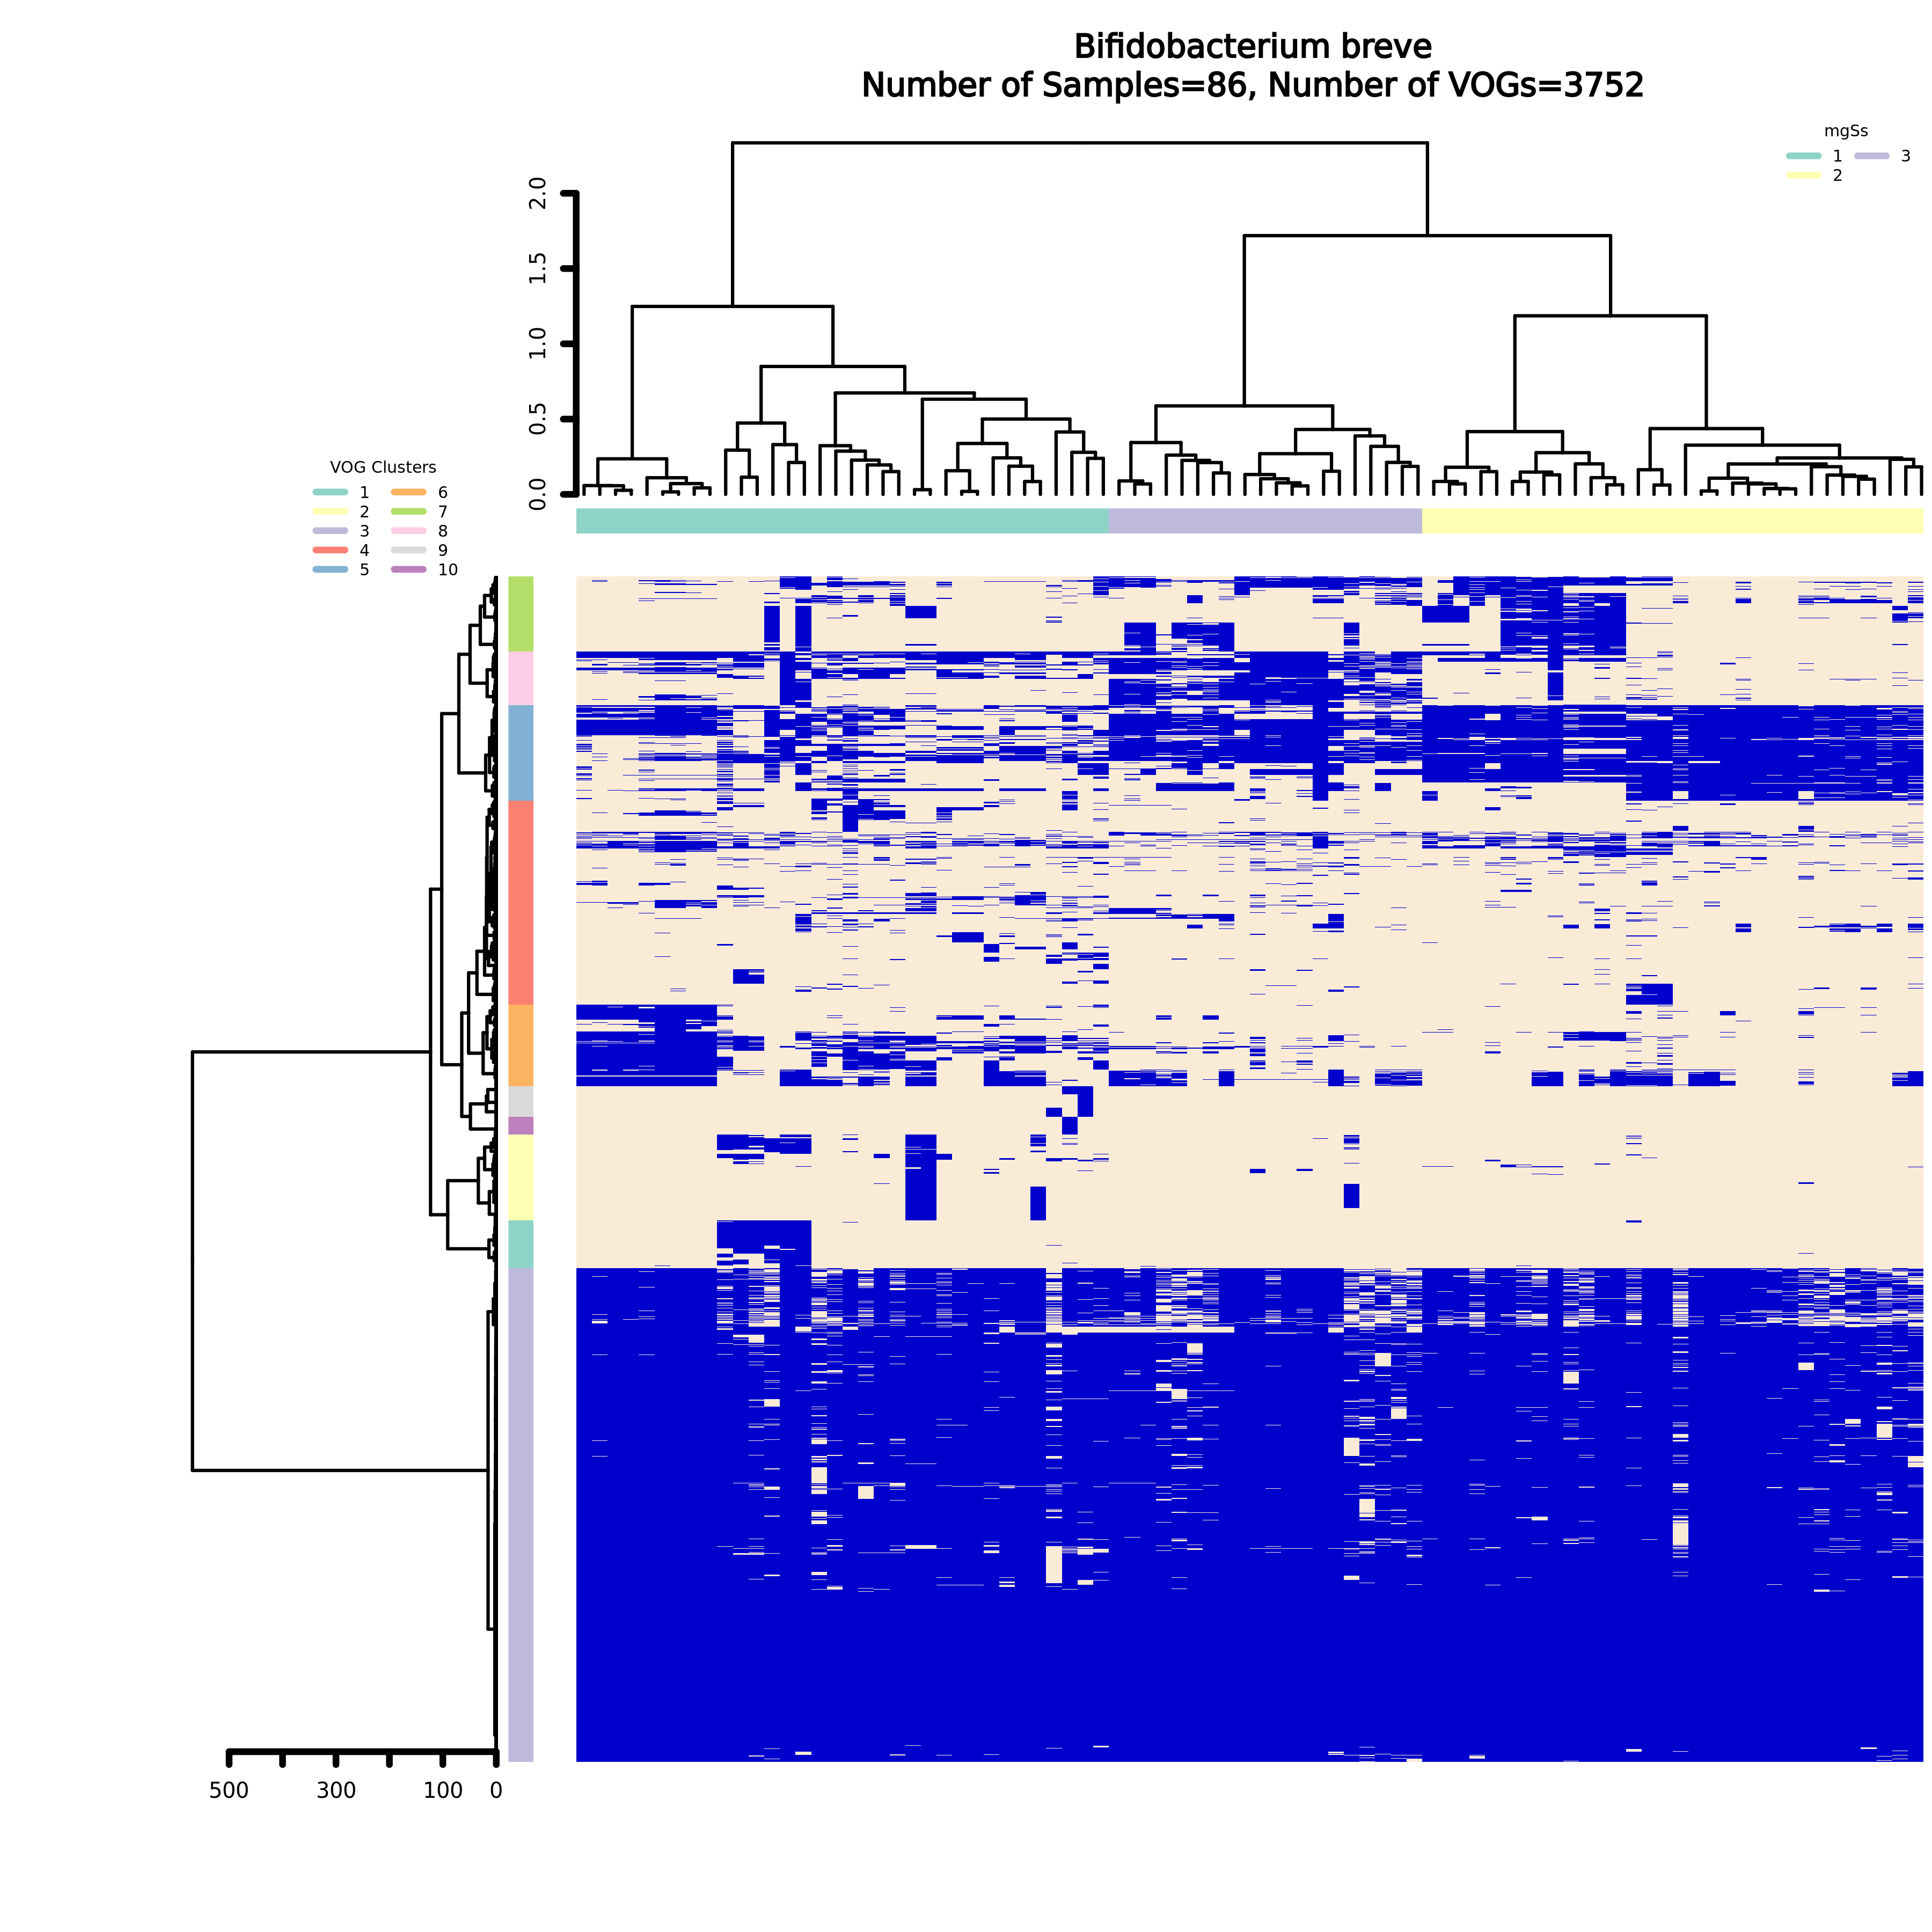 Bifidobacterium breve
Number of Samples=86, Number of VOGs=3752
mgSs
1 3
2
2.0
1.5
1.0
0.5
0.0
VOG Clusters
1 6
2 7
3 8
4 9
5 10
500 300 100 0